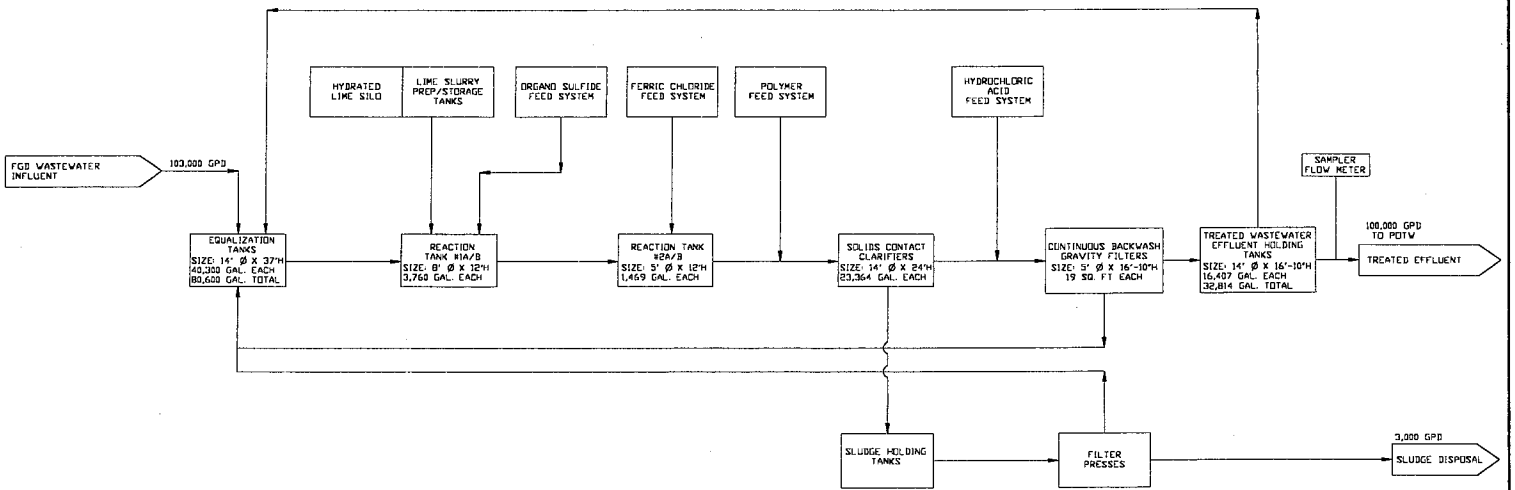 HYDRATED
LIME SILO
LIME SLURRY
PREP/STORAGE
TANKS
ORGANO SULFIDE
FEED SYSTEM
FERRIC CHLORIDE
FEED SYSTEM
POLYMER
FEED SYSTEM
HYDROCHLORIC
ACID
FEED SYSTEM
FGD WASTEWATER
INFLUENT
103,000 GPD
SAMPLER
FLOW METER
EQUALIZATION
TANKS
SIZE: 14' Ø X 37'H
40,300 GAL. EACH
80,600 GAL. TOTAL
REACTION
TANK #1A/B
SIZE: 8' Ø X 12'H
3,760 GAL. EACH
REACTION TANK
#2A/B
SIZE: 5' Ø X 12'H
1,469 GAL. EACH
SOLIDS CONTACT
CLARIFIERS
SIZE: 14' Ø X 24'H
23,364 GAL. EACH
CONTINUOUS BACKWASH
GRAVITY FILTERS
SIZE: 5' Ø X 16'-10"H
19 SQ. FT EACH
TREATED WASTEWATER
EFFLUENT HOLDING
TANKS
SIZE: 14' Ø X 16'-10"H
16,407 GAL. EACH
32,814 GAL. TOTAL
100,000 GPD
TO POTW
TREATED EFFLUENT
SLUDGE HOLDING
TANKS
FILTER
PRESSES
3,000 GPD
SLUDGE DISPOSAL